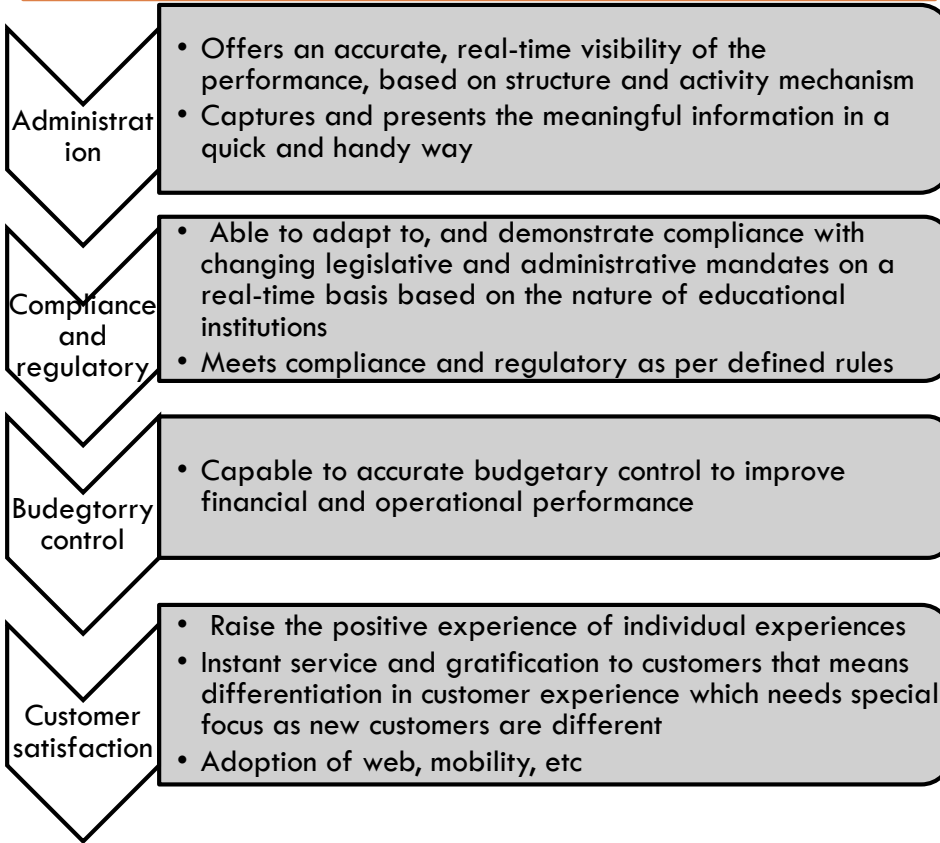 Administrat
ion
• Offers an accurate, real-time visibility of the
performance, based on structure and activity mechanism
• Captures and presents the meaningful information in a
quick and handy way
Compliance
and
regulatory
• Able to adapt to, and demonstrate compliance with
changing legislative and administrative mandates on a
real-time basis based on the nature of educational
institutions
• Meets compliance and regulatory as per defined rules
Budegtorry
control
• Capable to accurate budgetary control to improve
financial and operational performance
Customer
satisfaction
• Raise the positive experience of individual experiences
• Instant service and gratification to customers that means
differentiation in customer experience which needs special
focus as new customers are different
• Adoption of web, mobility, etc